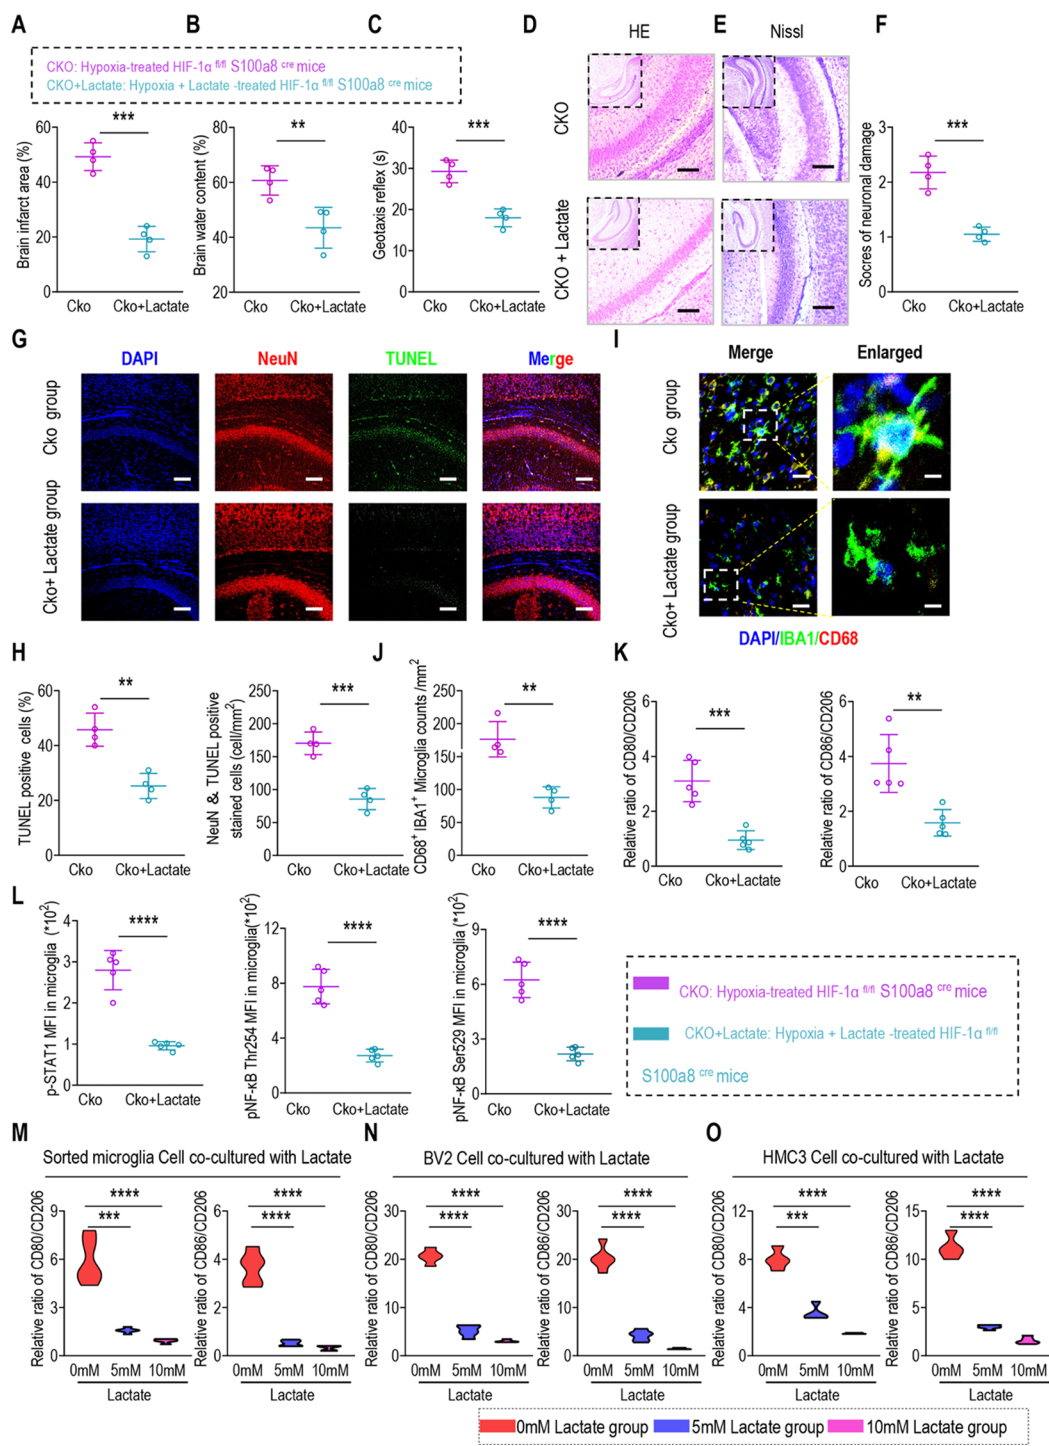 A
B
C
D
E
F
HE
Nissl
CKO: Hypoxia-treated HIF-1α fl/fl S100a8 cre mice
CKO+Lactate: Hypoxia + Lactate -treated HIF-1α fl/fl S100a8 cre mice
CKO
CKO + Lactate
Brain infarct area (%)
60
40
20
0
***
Cko
Cko+Lactate
Brain water content (%)
80
60
40
20
**
Cko
Cko+Lactate
Geotaxis reflex (s)
40
30
20
10
0
***
Cko
Cko+Lactate
Socres of neuronal damage
3
2
1
0
***
Cko
Cko+Lactate
G
DAPI
NeuN
TUNEL
Merge
Cko group
Cko+ Lactate group
I
Merge
Enlarged
Cko group
Cko+ Lactate group
DAPI/IBA1/CD68
H
TUNEL positive cells (%)
60
40
20
0
**
Cko
Cko+Lactate
NeuN & TUNEL positive
stained cells (cell/mm2)
250
200
150
100
50
0
***
Cko
Cko+Lactate
J
CD68+ IBA1+ Microglia counts /mm2
250
200
150
100
50
0
**
Cko
Cko+Lactate
K
Relative ratio of CD80/CD206
6
4
2
0
***
Cko
Cko+Lactate
Relative ratio of CD86/CD206
6
4
2
0
**
Cko
Cko+Lactate
L
p-STAT1 MFI in microglia (*102)
4
3
2
1
0
****
Cko
Cko+Lactate
pNF-κB Thr254 MFI in microglia(*102)
12
8
4
0
****
Cko
Cko+Lactate
pNF-κB Ser529 MFI in microglia (*102)
9
6
3
0
****
Cko
Cko+Lactate
CKO: Hypoxia-treated HIF-1α fl/fl S100a8 cre mice
CKO+Lactate: Hypoxia + Lactate -treated HIF-1α fl/fl
S100a8 cre mice
M
Sorted microglia Cell co-cultured with Lactate
Relative ratio of CD80/CD206
9
6
3
0
****
***
0mM 5mM 10mM
Lactate
Relative ratio of CD86/CD206
6
4
2
0
****
****
0mM 5mM 10mM
Lactate
N
BV2 Cell co-cultured with Lactate
Relative ratio of CD80/CD206
30
20
10
0
****
****
0mM 5mM 10mM
Lactate
Relative ratio of CD86/CD206
30
20
10
0
****
****
0mM 5mM 10mM
Lactate
O
HMC3 Cell co-cultured with Lactate
Relative ratio of CD80/CD206
12
8
4
0
****
***
0mM 5mM 10mM
Lactate
Relative ratio of CD86/CD206
15
10
5
0
****
****
0mM 5mM 10mM
Lactate
0mM Lactate group
5mM Lactate group
10mM Lactate group